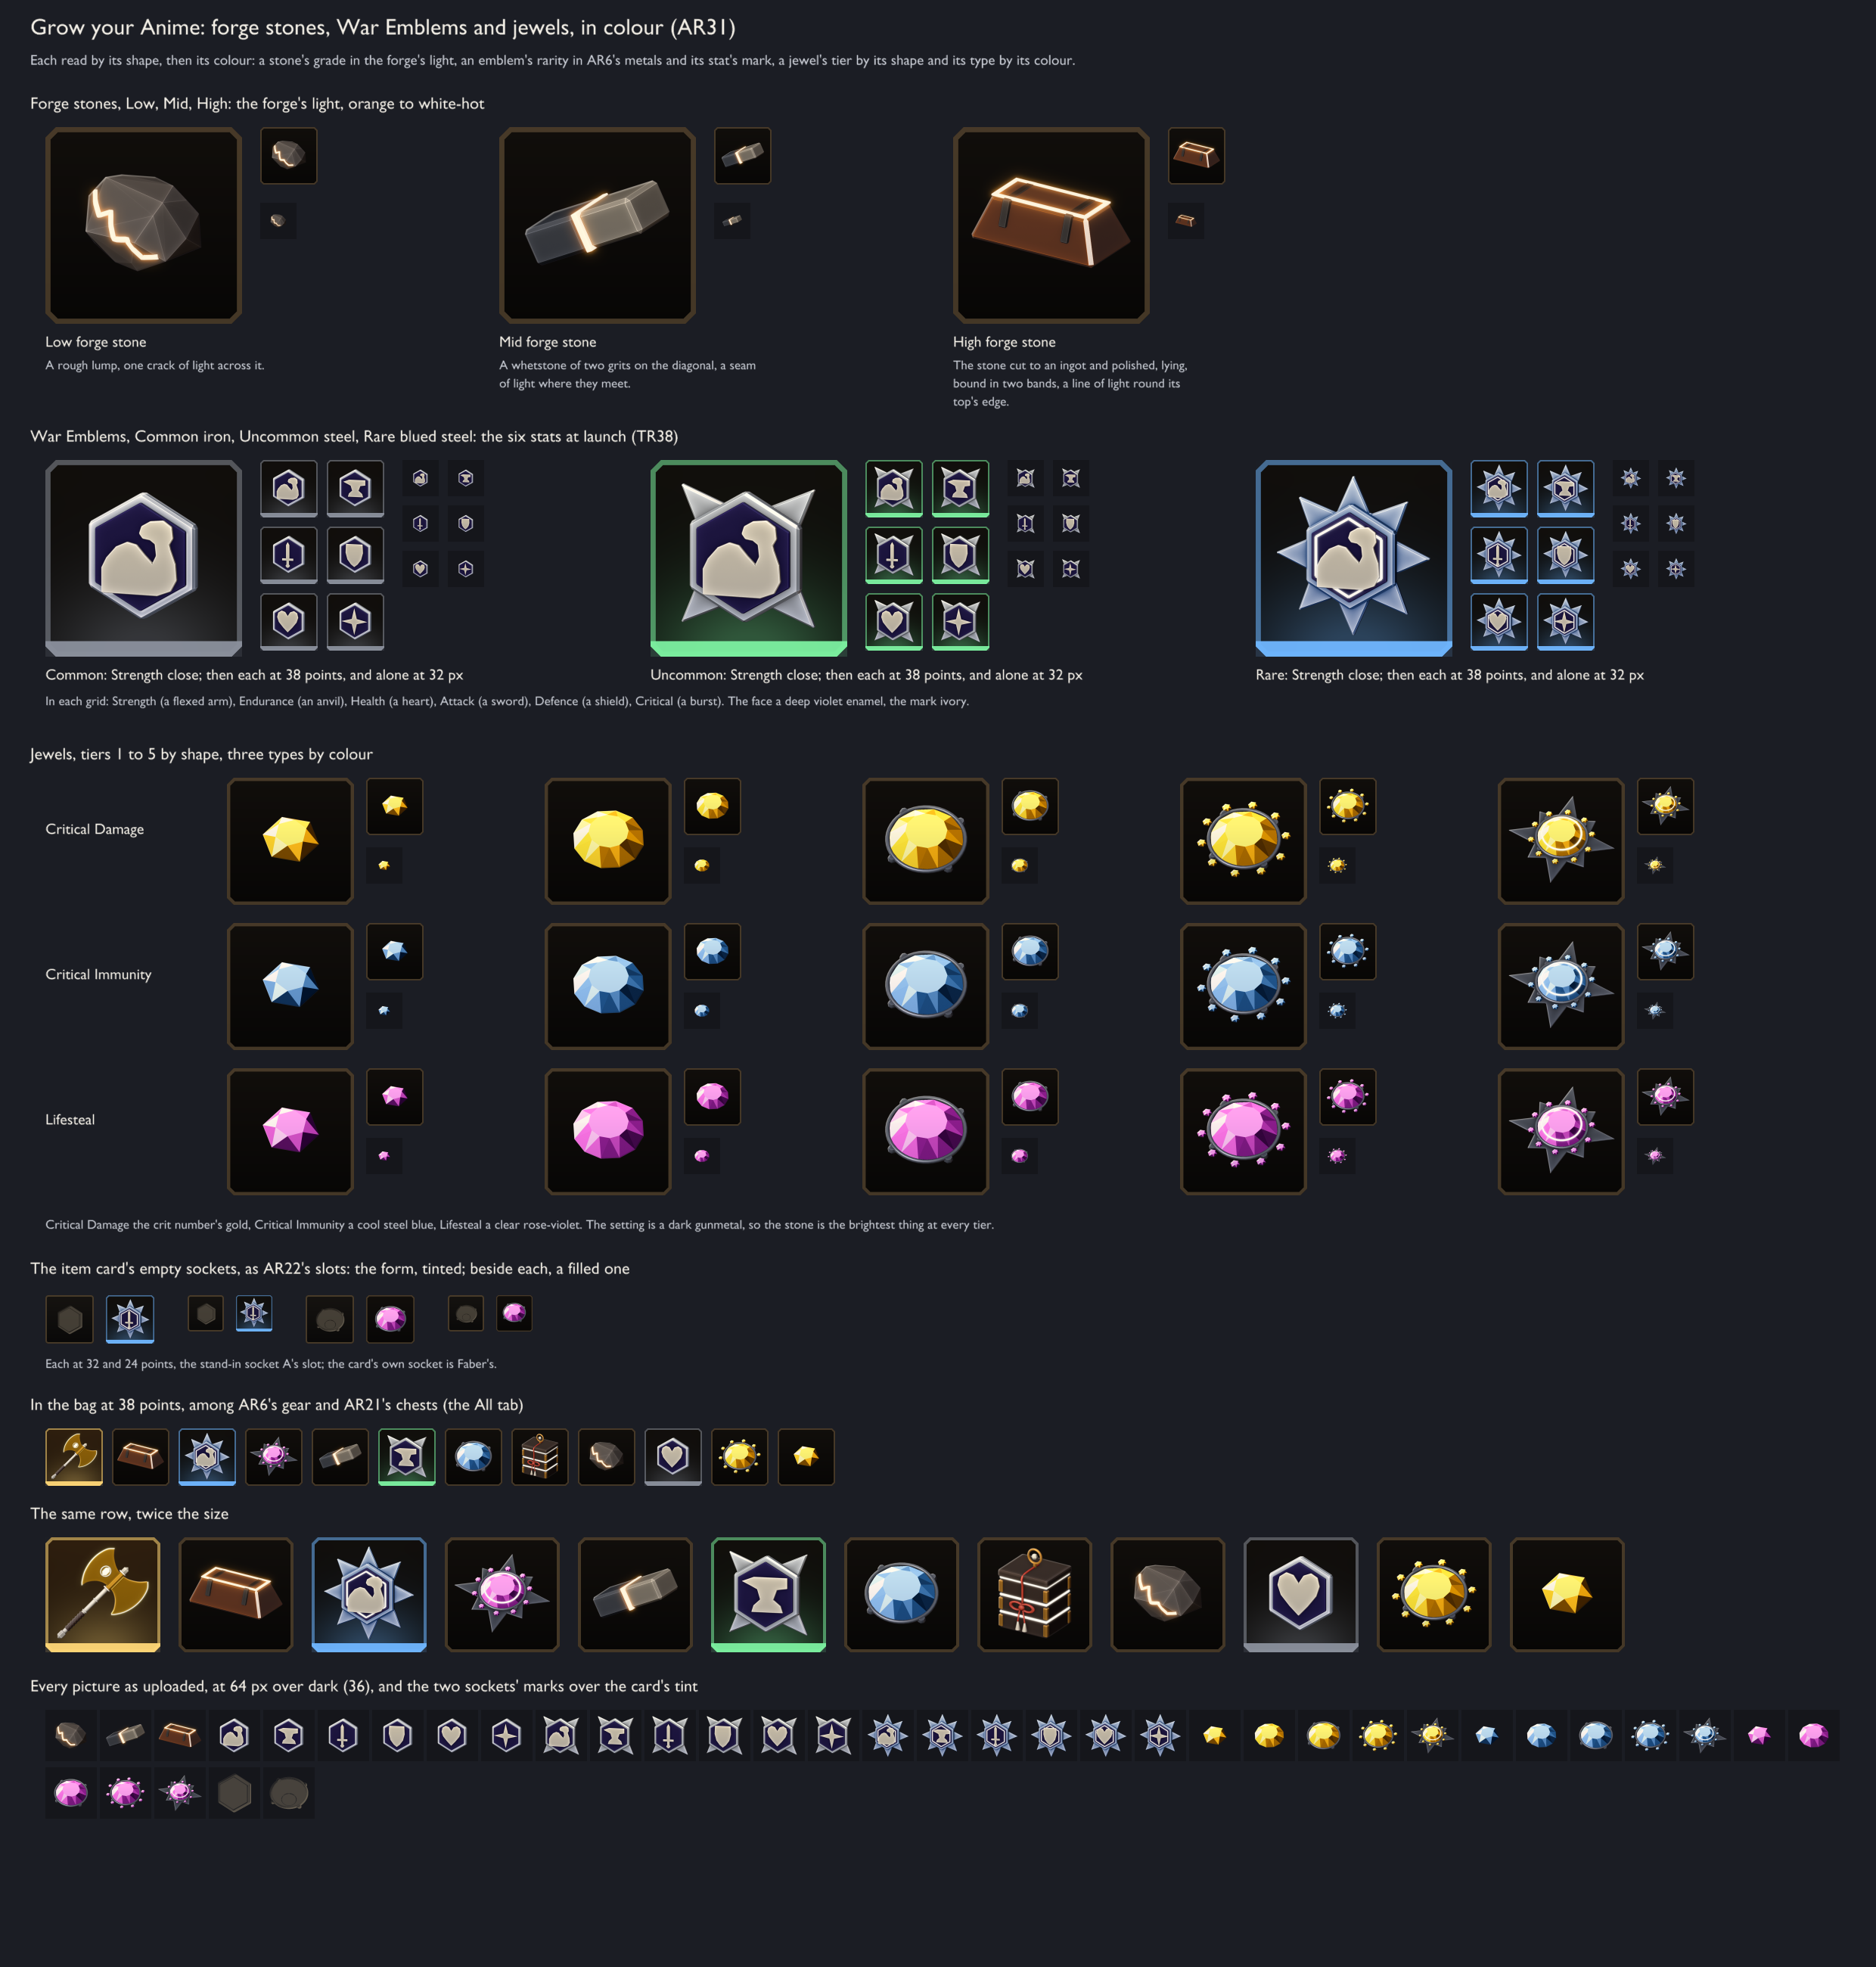 Grow your Anime: forge stones, War Emblems and jewels, in colour (AR31)
Each read by its shape, then its colour: a stone's grade in the forge's light, an emblem's rarity in AR6's metals and its stat's mark, a jewel's tier by its shape and its type by its colour.
Forge stones, Low, Mid, High: the forge's light, orange to white-hot
Low forge stone
A rough lump, one crack of light across it.
Mid forge stone
A whetstone of two grits on the diagonal, a seam
of light where they meet.
High forge stone
The stone cut to an ingot and polished, lying,
bound in two bands, a line of light round its
top's edge.
War Emblems, Common iron, Uncommon steel, Rare blued steel: the six stats at launch (TR38)
Common: Strength close; then each at 38 points, and alone at 32 px
Uncommon: Strength close; then each at 38 points, and alone at 32 px
Rare: Strength close; then each at 38 points, and alone at 32 px
In each grid: Strength (a flexed arm), Endurance (an anvil), Health (a heart), Attack (a sword), Defence (a shield), Critical (a burst). The face a deep violet enamel, the mark ivory.
Jewels, tiers 1 to 5 by shape, three types by colour
Critical Damage
Critical Immunity
Lifesteal
Critical Damage the crit number's gold, Critical Immunity a cool steel blue, Lifesteal a clear rose-violet. The setting is a dark gunmetal, so the stone is the brightest thing at every tier.
The item card's empty sockets, as AR22's slots: the form, tinted; beside each, a filled one
Each at 32 and 24 points, the stand-in socket A's slot; the card's own socket is Faber's.
In the bag at 38 points, among AR6's gear and AR21's chests (the All tab)
The same row, twice the size
Every picture as uploaded, at 64 px over dark (36), and the two sockets' marks over the card's tint